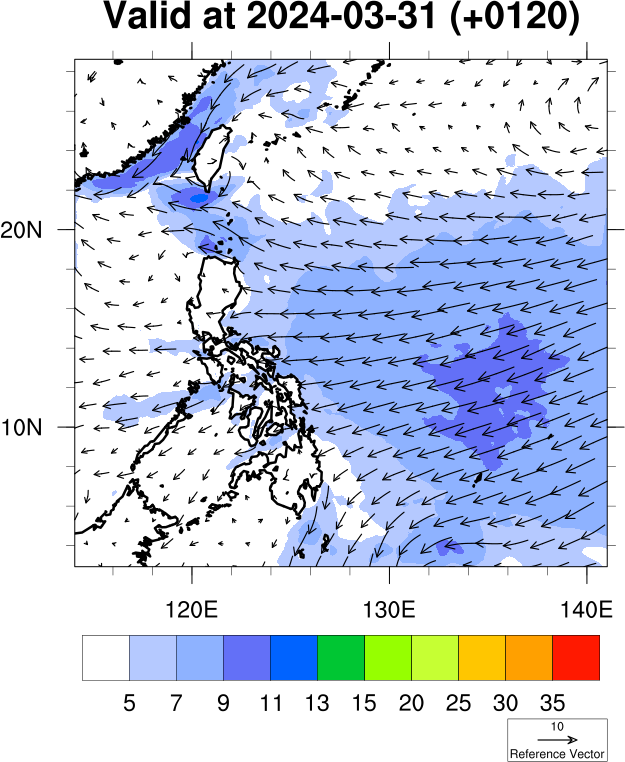 Valid at 2024-03-31 (+0120)
20N
10N
120E 130E 140E
5 7 9 11 13 15 20 25 30 35
10
Reference Vector